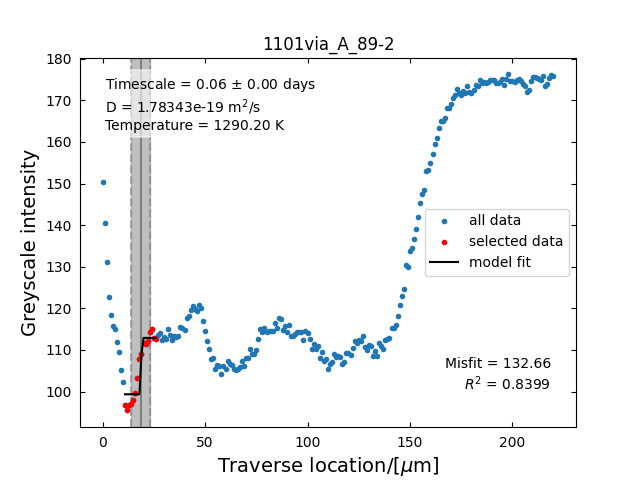 1101via_A_89-2
Timescale = 0.06 ± 0.00 days
D = 1.78343e-19 m²/s
Temperature = 1290.20 K
Greyscale intensity
180
170
160
150
140
130
120
110
100
all data
selected data
model fit
Misfit = 132.66
R² = 0.8399
0 50 100 150 200
Traverse location/[μm]